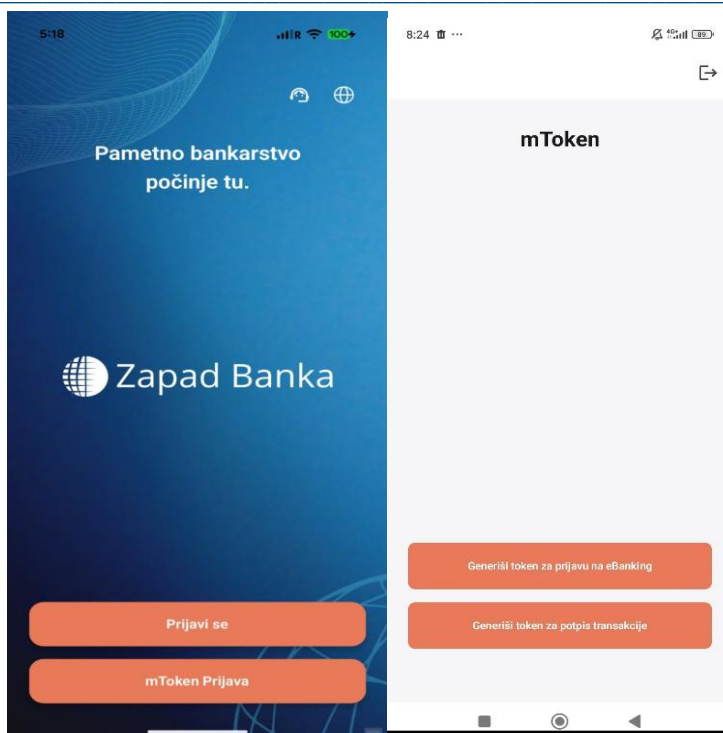 5:18
100
Pametno bankarstvo
počinje tu.
Zapad Banka
Prijavi se
mToken Prijava
8:24
89
mToken
Generiši token za prijavu na eBanking
Generiši token za potpis transakcije